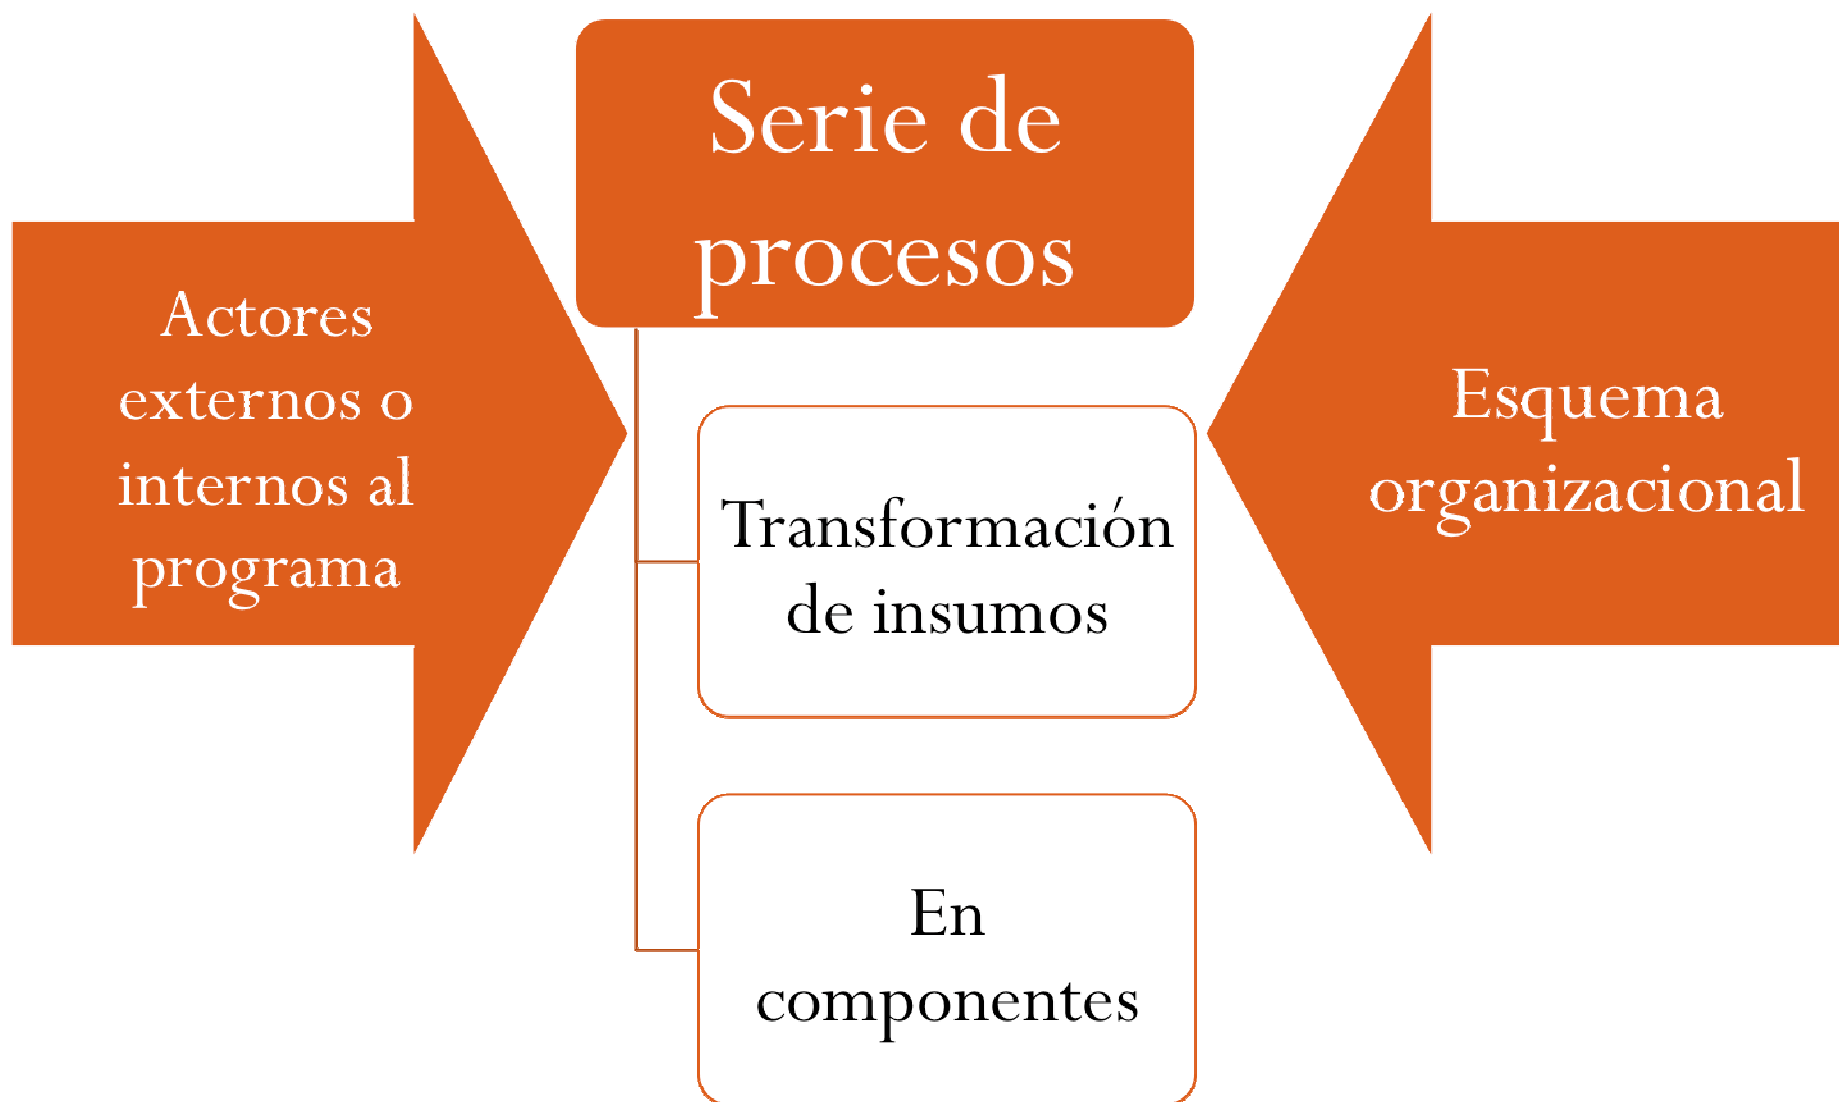 Serie de
procesos
Actores
externos o
internos al
programa
Transformación
de insumos
En
componentes
Esquema
organizacional